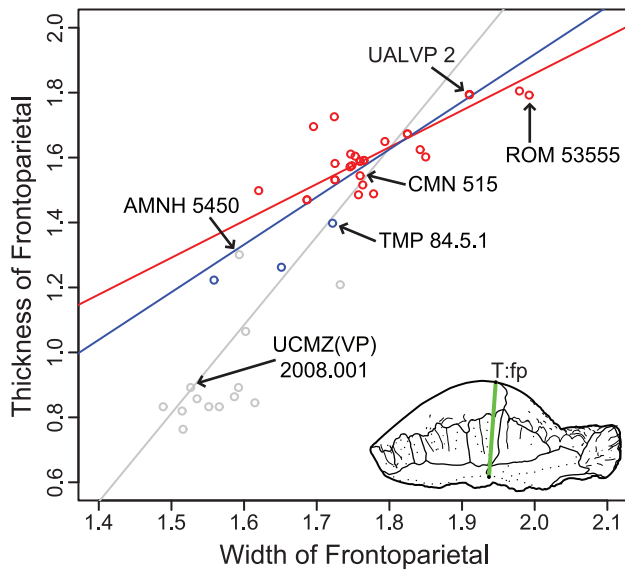 2.0
1.8
1.6
1.4
1.2
1.0
0.8
0.6
Thickness of Frontoparietal
UALVP 2
ROM 53555
CMN 515
AMNH 5450
TMP 84.5.1
UCMZ(VP)
2008.001
T:fp
1.4 1.5 1.6 1.7 1.8 1.9 2.0 2.1
Width of Frontoparietal